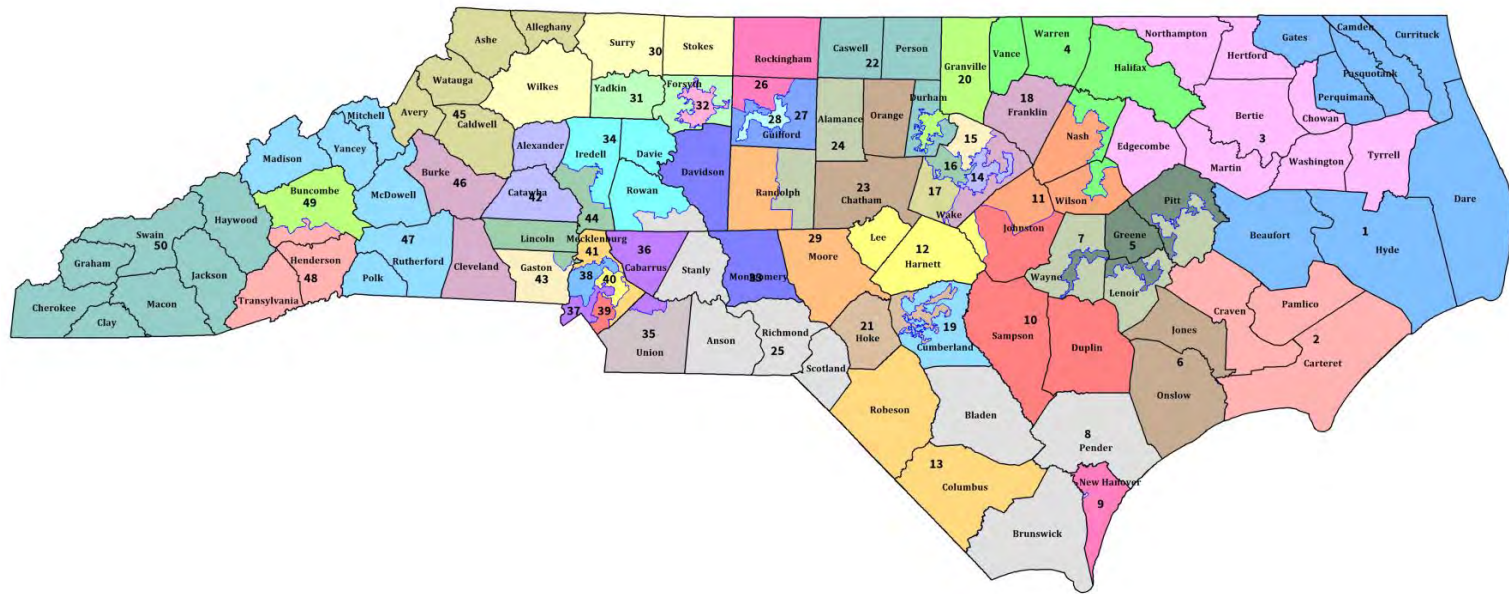 Alleghany
Ashe
Surry
30
Stokes
Rockingham
Caswell
22
Person
Granville
20
Vance
Warren
4
Northampton
Hertford
Gates
Camden
Currituck
Pasquotank
Perquimans
Chowan
Halifax
Watauga
Wilkes
Yadkin
31
Forsyth
32
26
27
28
Guilford
Alamance
24
Orange
Durham
18
Franklin
Nash
Edgecombe
Bertie
3
Martin
Washington
Tyrrell
Dare
Avery
45
Caldwell
Mitchell
Yancey
Madison
McDowell
Burke
46
Alexander
Catawba
42
34
Iredell
Davie
Rowan
Davidson
Randolph
23
Chatham
15
16
14
17
Wake
11
Wilson
Pitt
Greene
5
Beaufort
1
Hyde
Buncombe
49
Haywood
Swain
50
Graham
Jackson
Cherokee
Macon
Clay
Henderson
48
Transylvania
47
Rutherford
Polk
Cleveland
Lincoln
44
Gaston
43
Mecklenburg
41
38
40
37
39
36
Cabarrus
Stanly
Montgomery
33
29
Moore
Lee
12
Harnett
Johnston
7
Wayne
Lenoir
Craven
Pamlico
2
Carteret
Jones
6
Onslow
35
Union
Anson
Richmond
25
Scotland
21
Hoke
19
Cumberland
10
Sampson
Duplin
Robeson
Bladen
8
Pender
13
Columbus
New Hanover
9
Brunswick